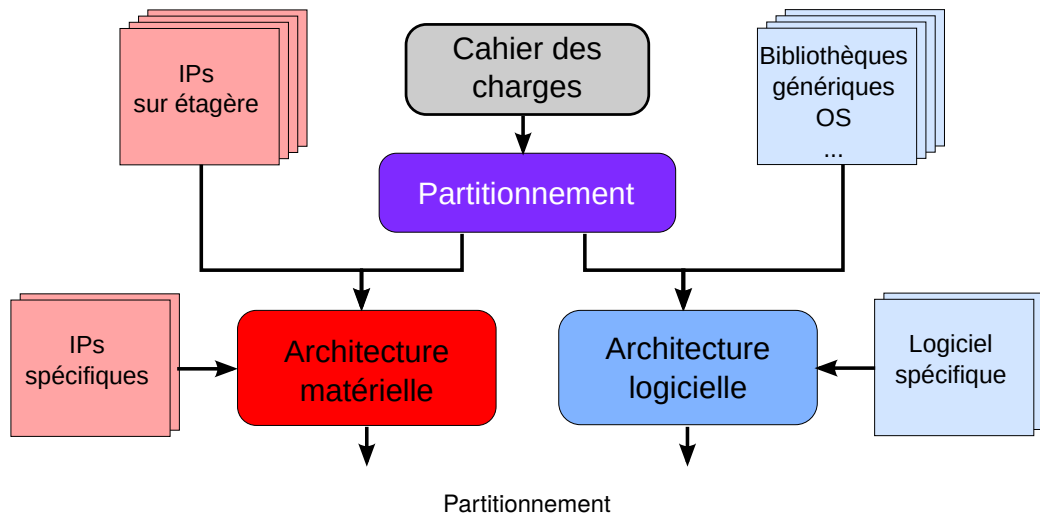 IPs
sur étagère
Cahier des
charges
Bibliothèques
génériques
OS
...
Partitionnement
IPs
spécifiques
Architecture
matérielle
Architecture
logicielle
Logiciel
spécifique
Partitionnement